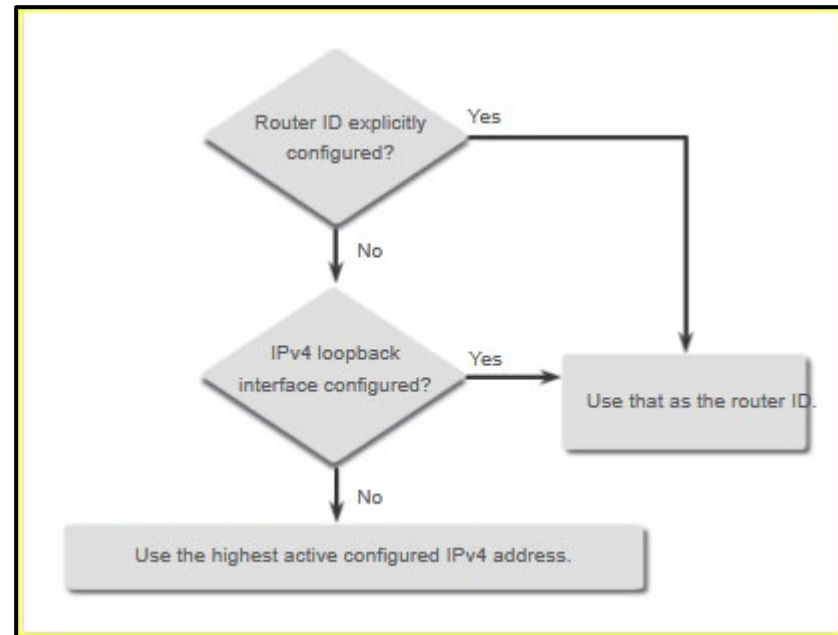 Router ID explicitly
configured?
Yes
No
IPv4 loopback
interface configured?
Yes
Use that as the router ID.
No
Use the highest active configured IPv4 address.